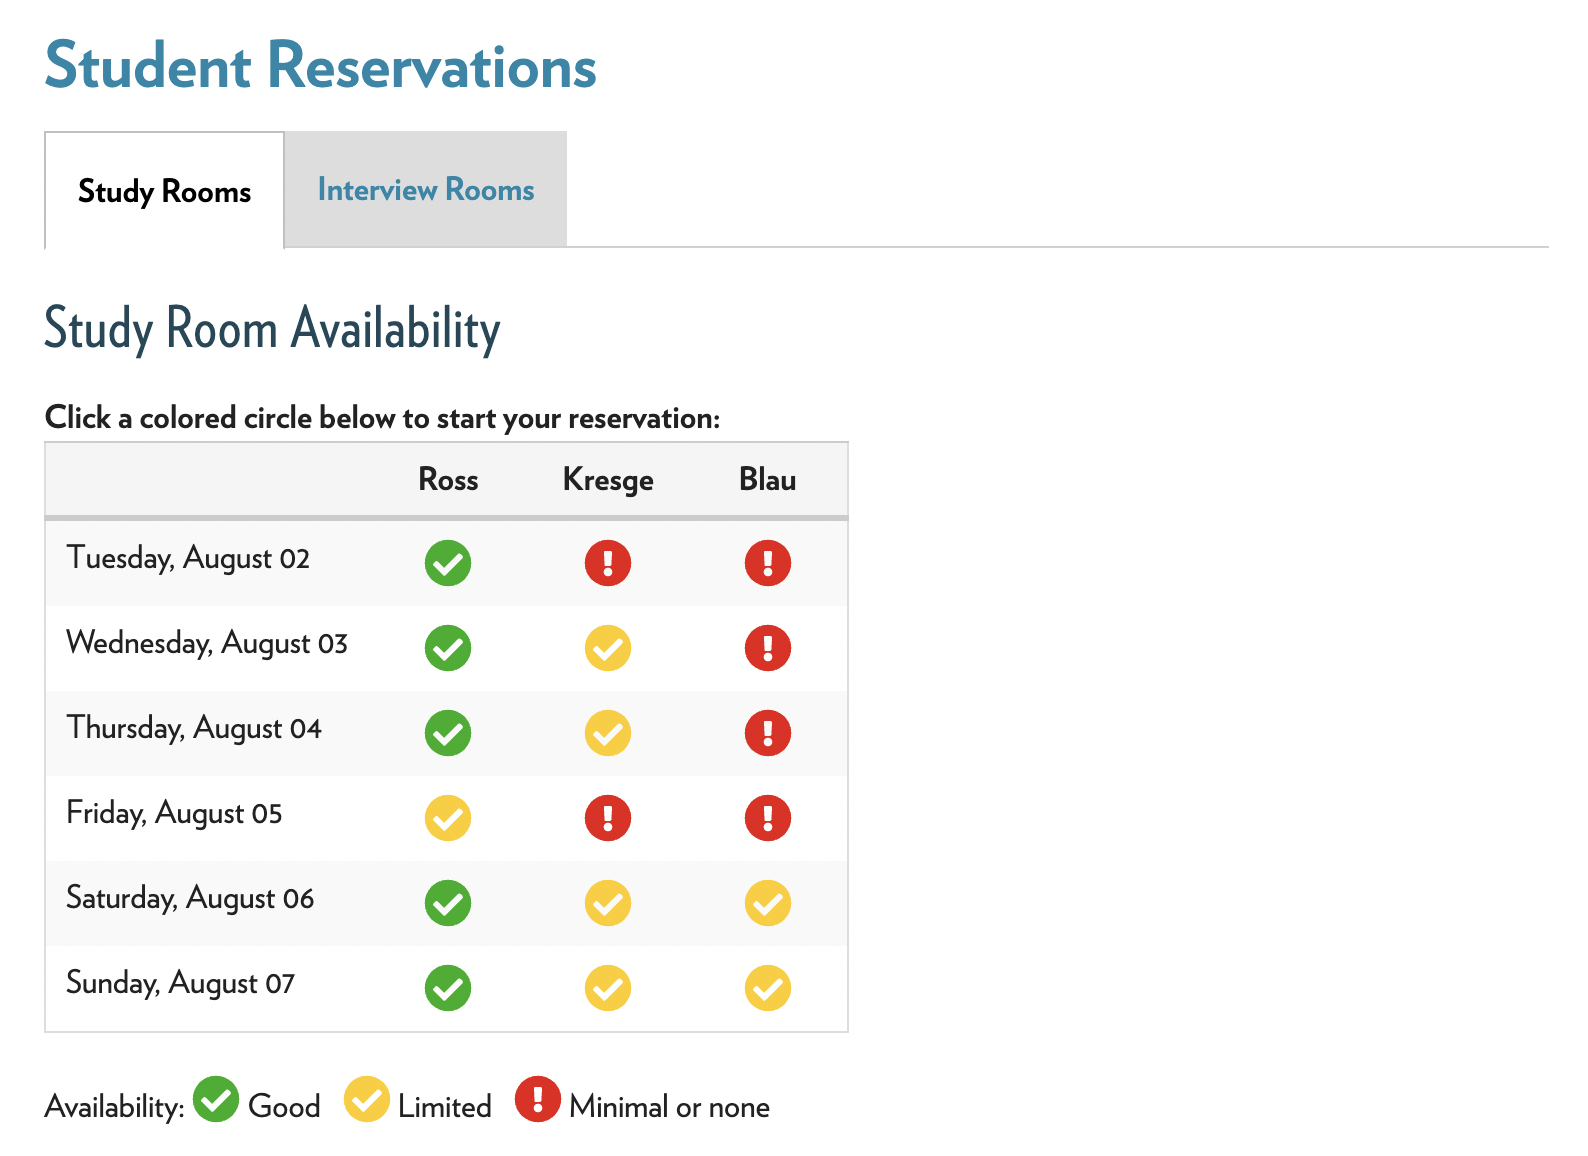 Student Reservations
Study Rooms Interview Rooms
Study Room Availability
Click a colored circle below to start your reservation:
Ross Kresge Blau
Tuesday, August 02
Wednesday, August 03
Thursday, August 04
Friday, August 05
Saturday, August 06
Sunday, August 07
Availability: Good Limited Minimal or none